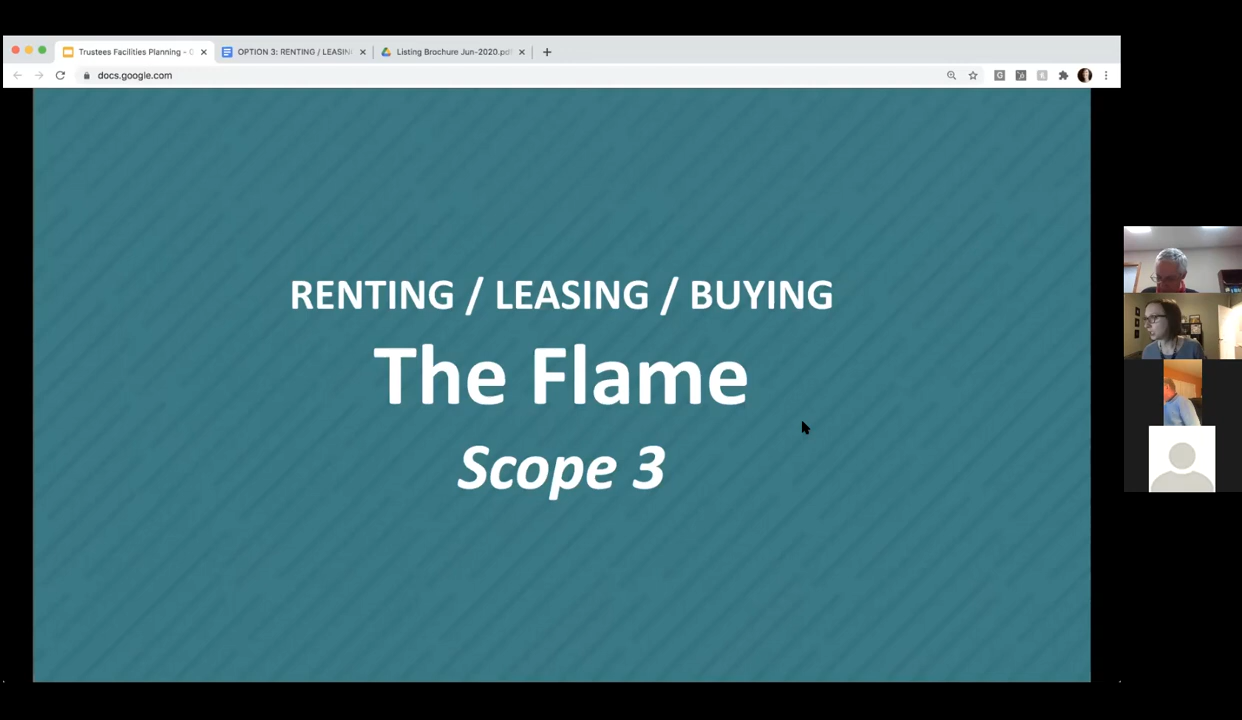 Trustees Facilities Planning -
OPTION 3: RENTING / LEASIN
Listing Brochure Jun-2020.pdf
docs.google.com
RENTING / LEASING / BUYING
The Flame
Scope 3